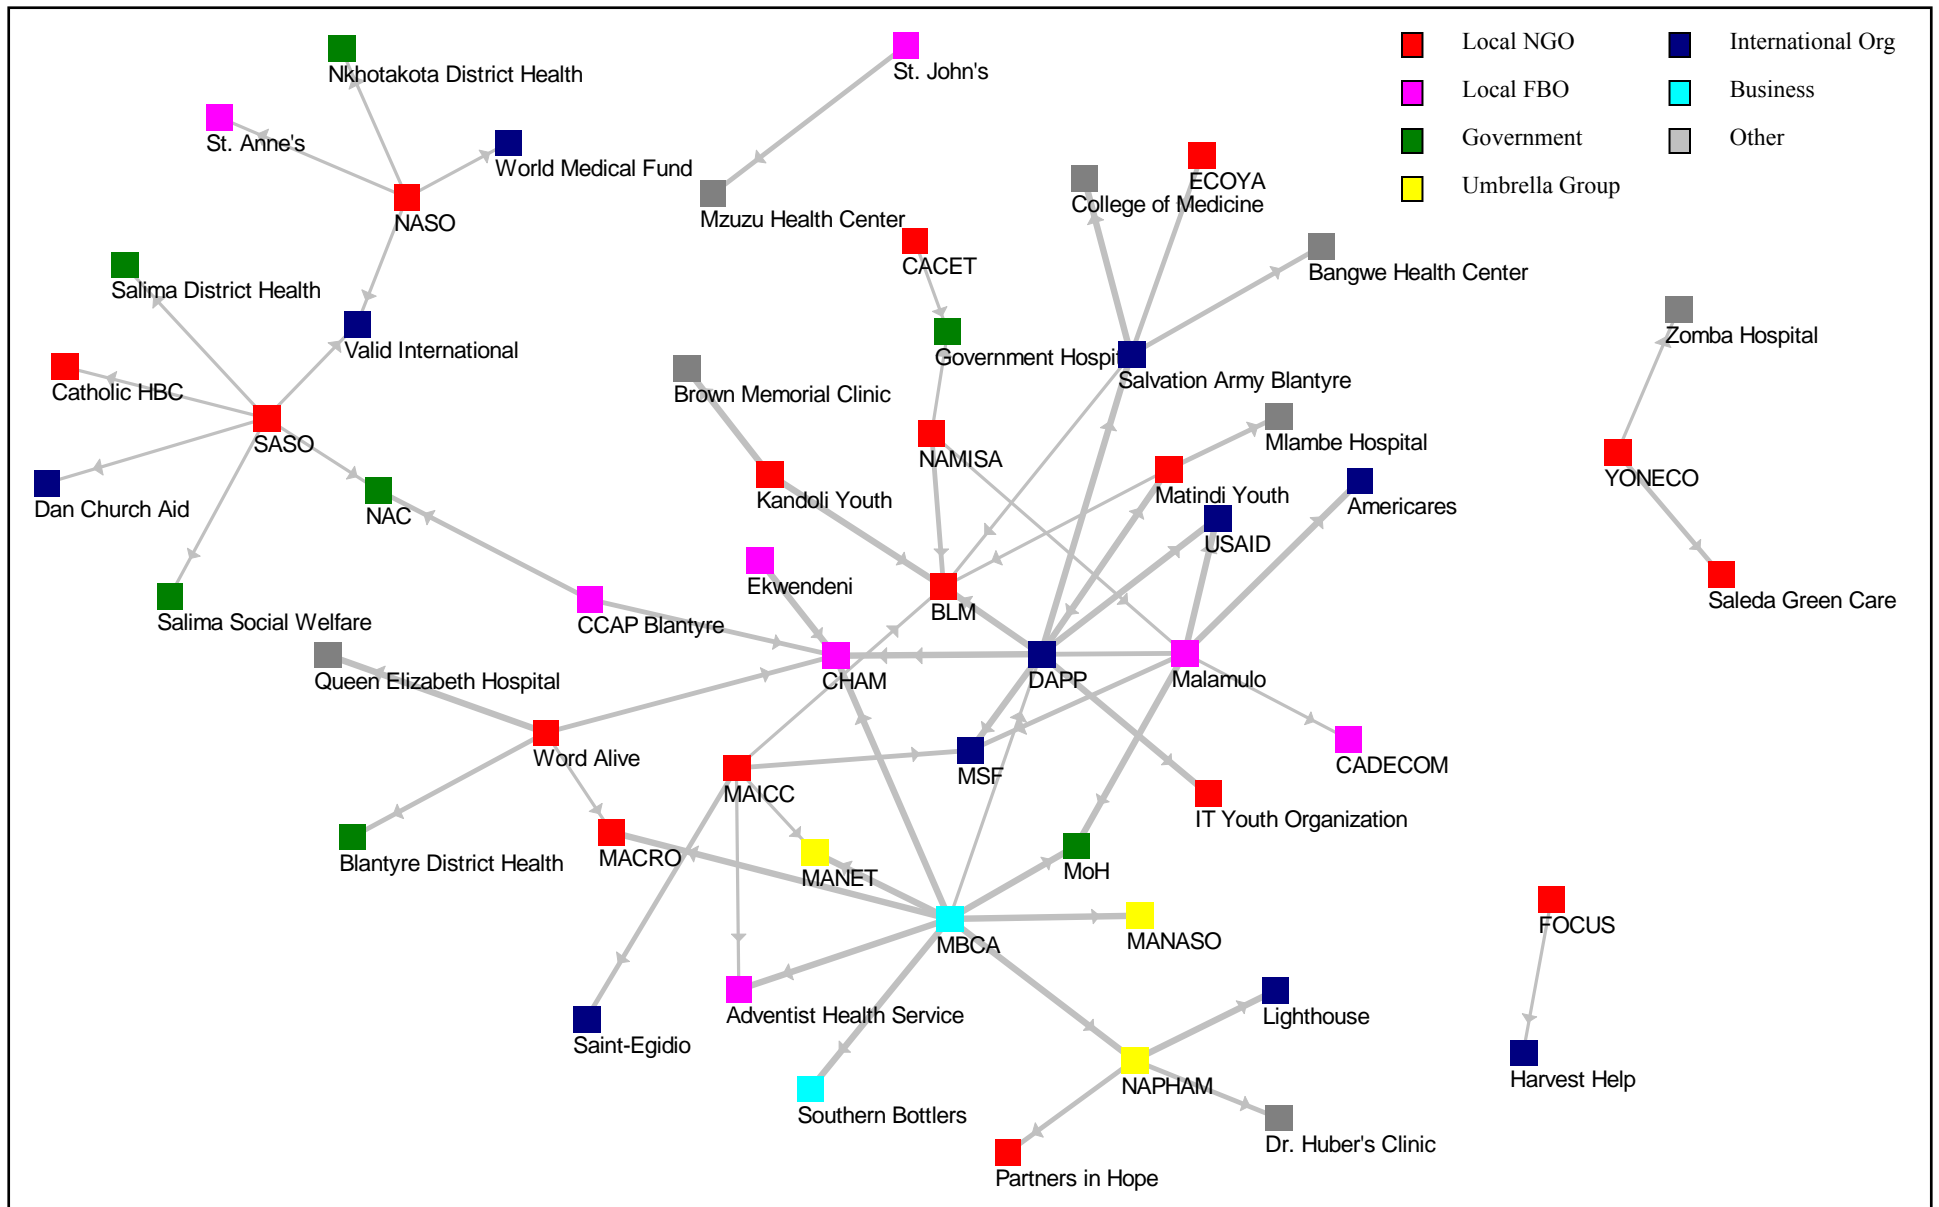 Local NGO
International Org
Local FBO
Business
Government
Other
Umbrella Group
Nkhotakota District Health
St. John's
St. Anne's
World Medical Fund
ECOYA
College of Medicine
NASO
Mzuzu Health Center
CACET
Bangwe Health Center
Salima District Health
Valid International
Government Hospi
Zomba Hospital
Catholic HBC
Brown Memorial Clinic
Salvation Army Blantyre
SASO
NAMISA
Mlambe Hospital
Dan Church Aid
NAC
Kandoli Youth
Matindi Youth
Americares
YONECO
USAID
Ekwendeni
BLM
Saleda Green Care
Salima Social Welfare
CCAP Blantyre
Queen Elizabeth Hospital
CHAM
DAPP
Malamulo
Word Alive
MAICC
MSF
CADECOM
IT Youth Organization
Blantyre District Health
MACRO
MANET
MoH
MBCA
MANASO
FOCUS
Adventist Health Service
Lighthouse
Saint-Egidio
NAPHAM
Harvest Help
Southern Bottlers
Dr. Huber's Clinic
Partners in Hope